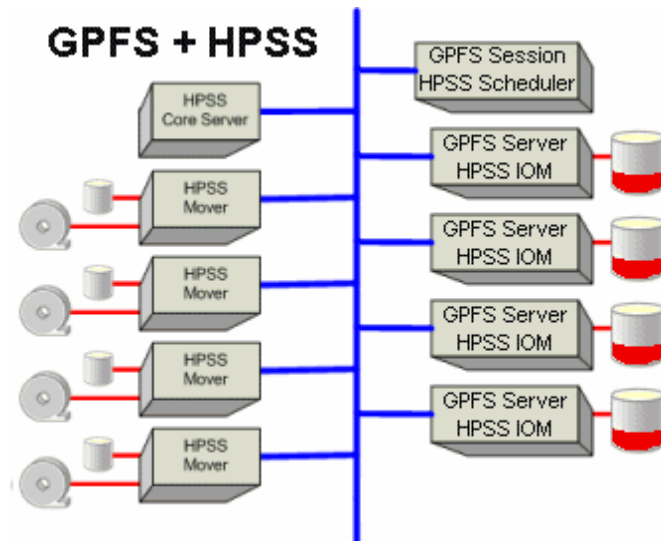 GPFS + HPSS
HPSS
Core Server
HPSS
Mover
HPSS
Mover
HPSS
Mover
HPSS
Mover
GPFS Session
HPSS Scheduler
GPFS Server
HPSS IOM
GPFS Server
HPSS IOM
GPFS Server
HPSS IOM
GPFS Server
HPSS IOM